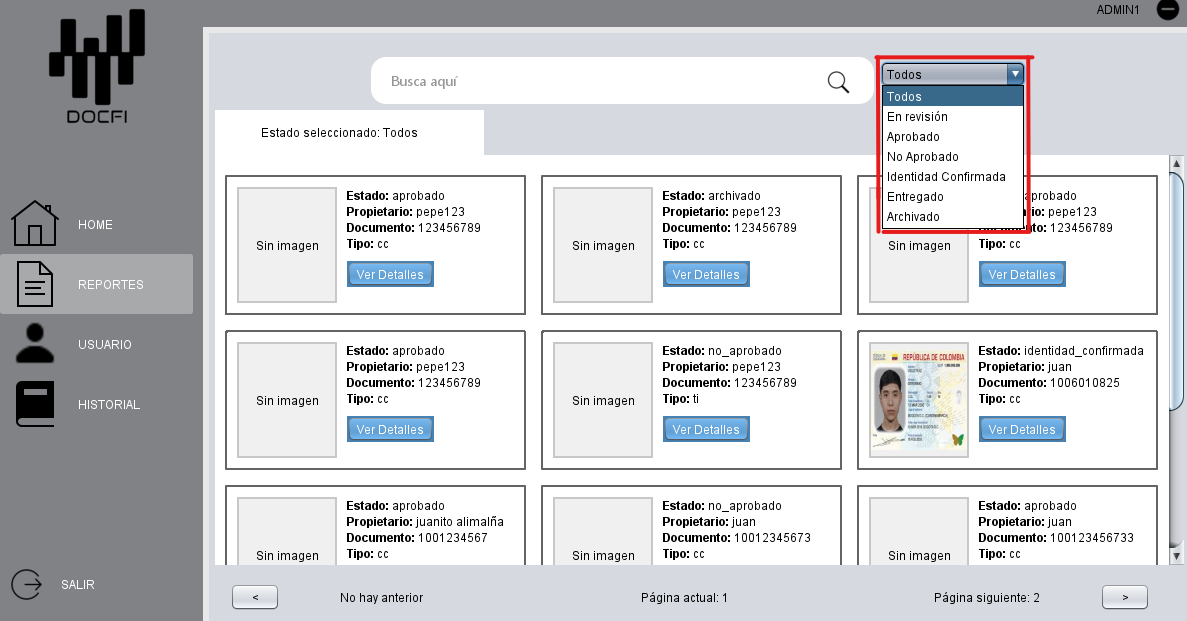 ADMIN1
DOCFI
HOME
REPORTES
USUARIO
HISTORIAL
SALIR
Busca aquí
Todos
Todos
En revisión
Aprobado
No Aprobado
Identidad Confirmada
Entregado
Archivado
Estado seleccionado: Todos
Sin imagen
Estado: aprobado
Propietario: pepe123
Documento: 123456789
Tipo: cc
Ver Detalles
Sin imagen
Estado: archivado
Propietario: pepe123
Documento: 123456789
Tipo: cc
Ver Detalles
Sin imagen
probado
io: pepe123
to: 123456789
Tipo: cc
Ver Detalles
Sin imagen
Estado: aprobado
Propietario: pepe123
Documento: 123456789
Tipo: cc
Ver Detalles
Sin imagen
Estado: no_aprobado
Propietario: pepe123
Documento: 123456789
Tipo: ti
Ver Detalles
REPÚBLICA DE COLOMBIA
Estado: identidad_confirmada
Propietario: juan
Documento: 1006010825
Tipo: cc
Ver Detalles
Sin imagen
Estado: aprobado
Propietario: juanito alimalña
Documento: 1001234567
Tipo: cc
Sin imagen
Estado: no_aprobado
Propietario: juan
Documento: 10012345673
Tipo: cc
Sin imagen
Estado: aprobado
Propietario: juan
Documento: 100123456733
Tipo: cc
<
No hay anterior
Página actual: 1
Página siguiente: 2
>